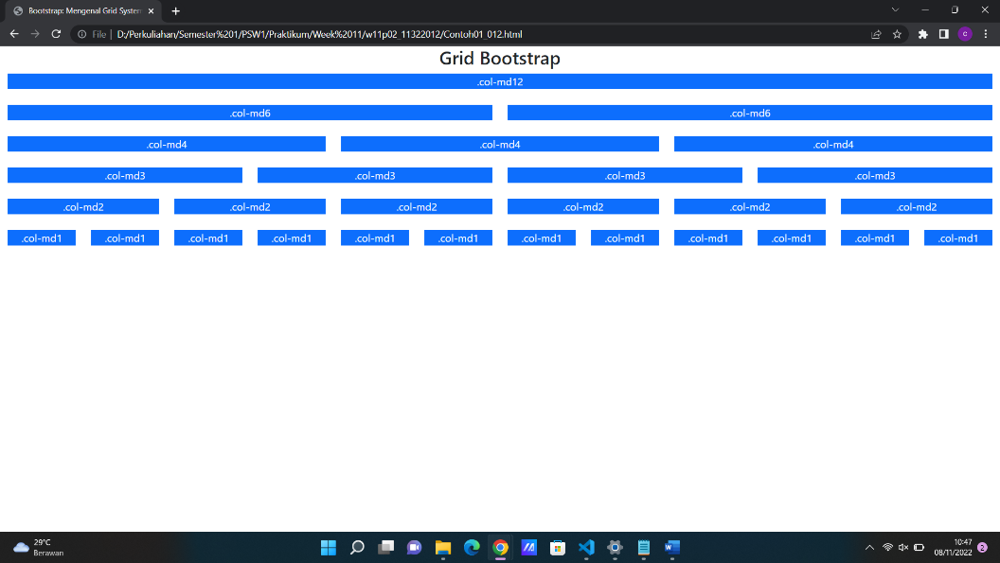 Bootstrap: Mengenal Grid System
File | D:/Perkuliahan/Semester%201/PSW1/Praktikum/Week%2011/w11p02_11322012/Contoh01_012.html
C
Grid Bootstrap
.col-md12
.col-md6 .col-md6
.col-md4 .col-md4 .col-md4
.col-md3 .col-md3 .col-md3 .col-md3
.col-md2 .col-md2 .col-md2 .col-md2 .col-md2 .col-md2
.col-md1 .col-md1 .col-md1 .col-md1 .col-md1 .col-md1 .col-md1 .col-md1 .col-md1 .col-md1 .col-md1 .col-md1
29°C
Berawan
10:47
08/11/2022
2